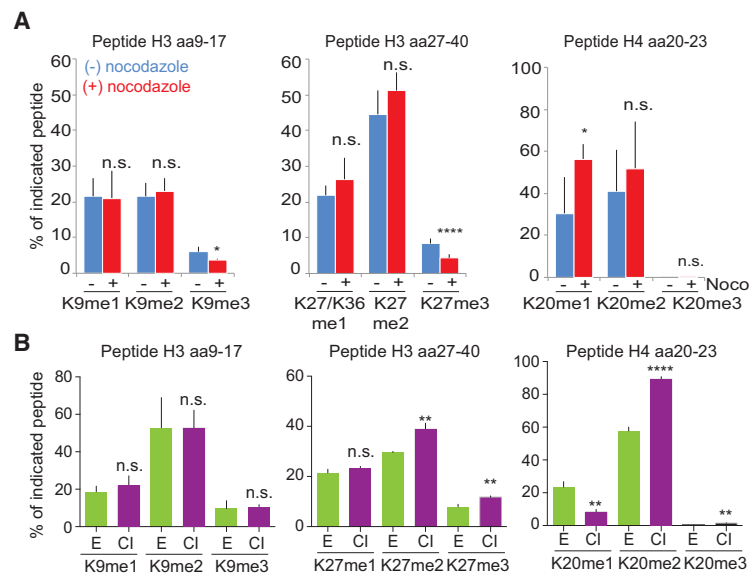 A
Peptide H3 aa9-17
Peptide H3 aa27-40
Peptide H4 aa20-23
(-) nocodazole
(+) nocodazole
% of indicated peptide
60
50
40
30
20
10
0
n.s.
n.s.
*
- + - + - +
K9me1 K9me2 K9me3
60
50
40
30
20
10
0
n.s.
n.s.
****
- + - + - +
K27/K36 K27 K27me3
me1 me2
100
80
60
40
20
0
*
n.s.
n.s.
- + - + - + Noco
K20me1 K20me2 K20me3
B
Peptide H3 aa9-17
Peptide H3 aa27-40
Peptide H4 aa20-23
% of indicated peptide
80
60
40
20
0
n.s.
n.s.
n.s.
E CI E CI E CI
K9me1 K9me2 K9me3
60
40
20
0
n.s.
**
**
E CI E CI E CI
K27me1 K27me2 K27me3
100
80
60
40
20
0
**
****
**
E CI E CI E CI
K20me1 K20me2 K20me3